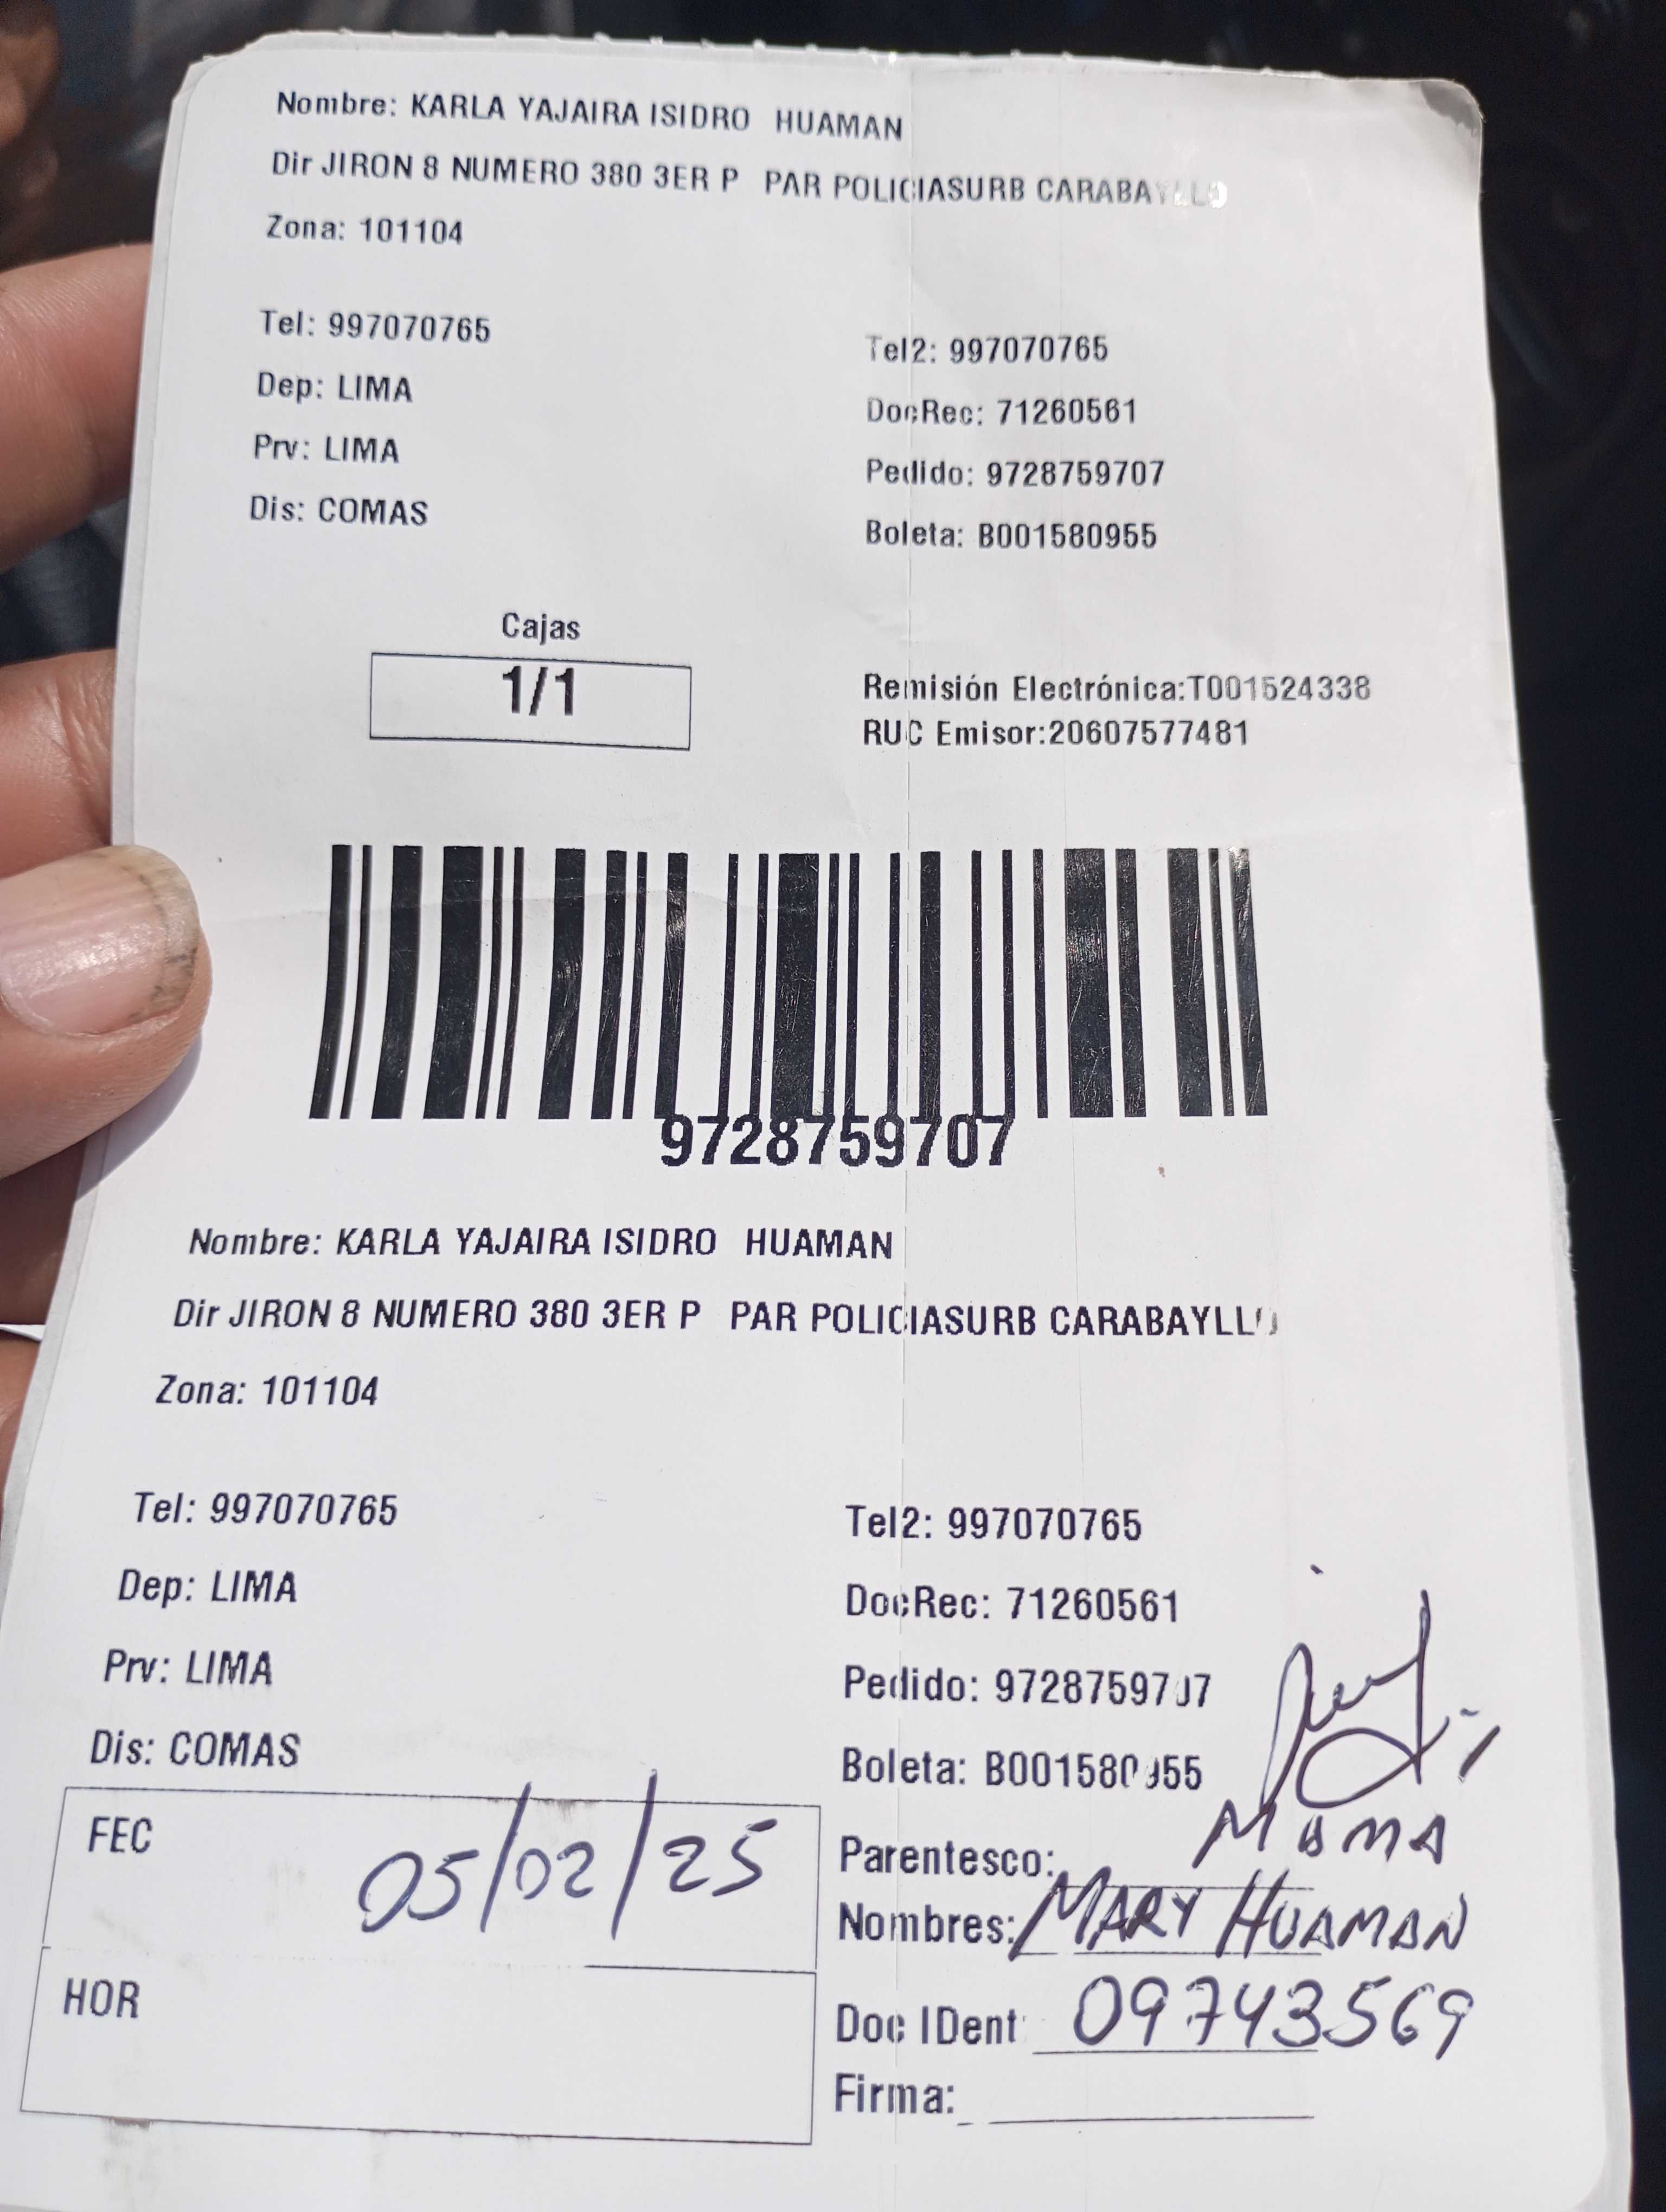 Nombre: KARLA YAJAIRA ISIDRO HUAMAN
Dir JIRON 8 NUMERO 380 3ER P PAR POLICIASURB CARABAYLLO
Zona: 101104
Tel: 997070765
Tel2: 997070765
Dep: LIMA
DocRec: 71260561
Prv: LIMA
Pedido: 9728759707
Dis: COMAS
Boleta: B001580955
Cajas
1/1
Remisión Electrónica:T001524338
RUC Emisor:20607577481
9728759707
Nombre: KARLA YAJAIRA ISIDRO HUAMAN
Dir JIRON 8 NUMERO 380 3ER P PAR POLICIASURB CARABAYLLO
Zona: 101104
Tel: 997070765
Tel2: 997070765
Dep: LIMA
DocRec: 71260561
Prv: LIMA
Pedido: 9728759707
Dis: COMAS
Boleta: B001580955
FEC 05/02/25
Parentesco: MAMA
Nombres: MARY HUAMAN
HOR
Doc IDent 09743569
Firma: